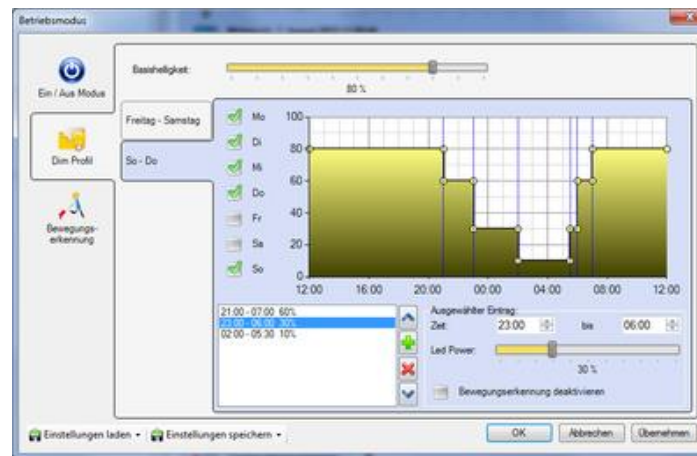 Betriebsmodus
Ein / Aus Modus
Dim Profil
Bewegungs-
erkennung
Basishelligkeit:
80 %
Freitag - Samstag
So - Do
Mo
Di
Mi
Do
Fr
Sa
So
100
80
60
40
20
0
12:00 16:00 20:00 00:00 04:00 08:00 12:00
21:00 - 07:00 60%
23:00 - 06:00 30%
02:00 - 05:30 10%
Ausgewählter Eintrag:
Zeit: 23:00 bis 06:00
Led Power:
30 %
Bewegungserkennung deaktivieren
Einstellungen laden
Einstellungen speichern
OK
Abbrechen
Übernehmen